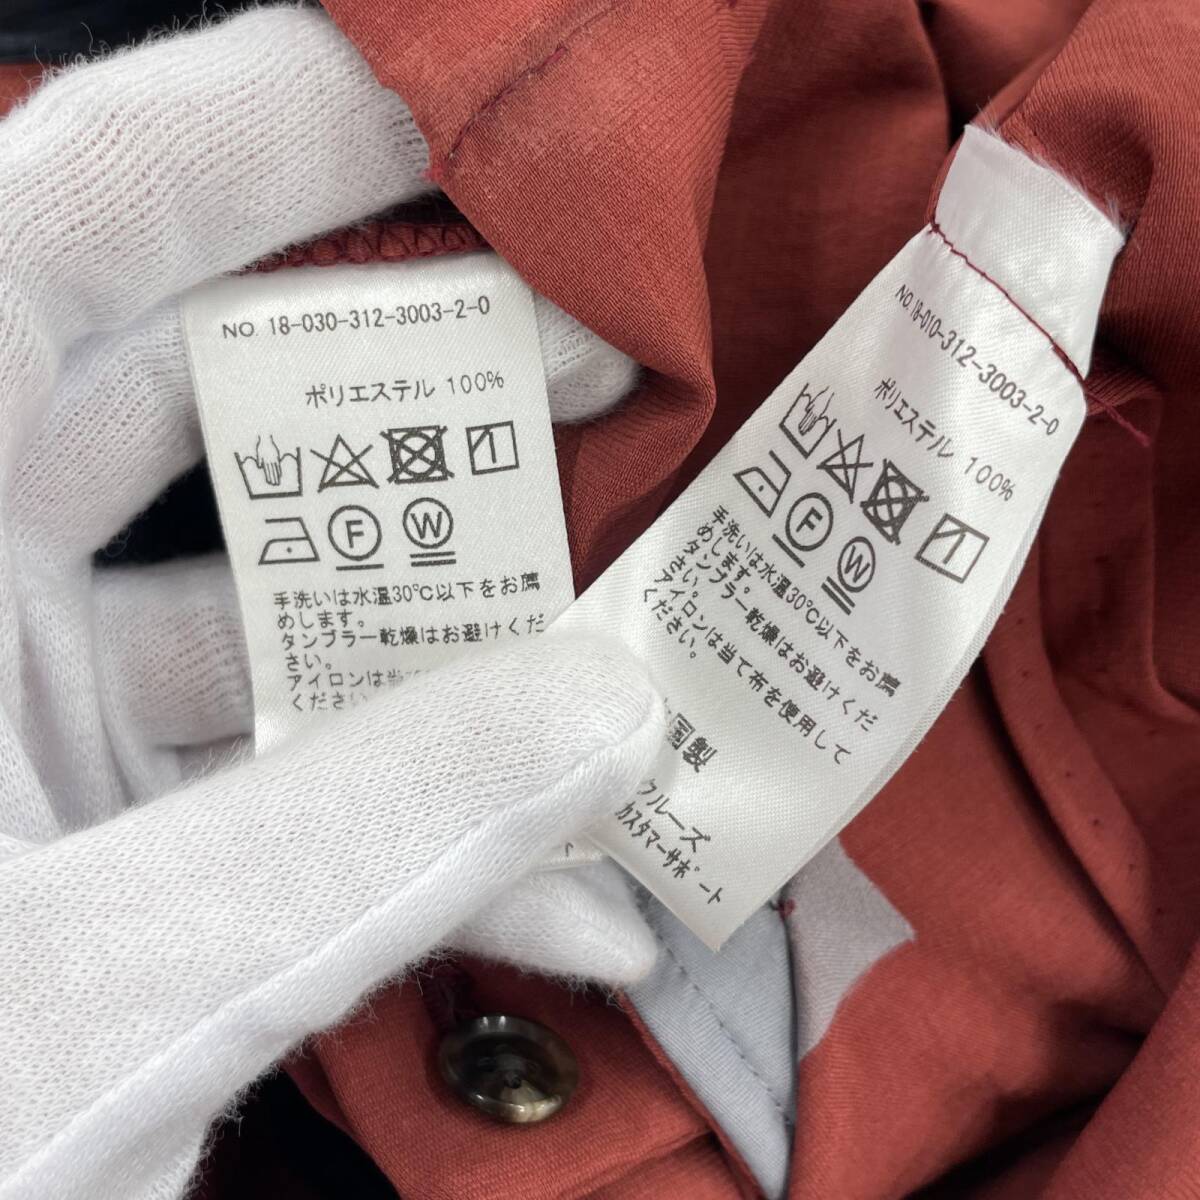 NO. 18-030-312-3003-2-0
ポリエステル 100%
F W
手洗いは水温30℃以下をお薦
めします。
タンブラー乾燥はお避けくだ
さい。
アイロンは当て
ください
NO. 18-010-312-3003-2-0
ポリエステル 100%
F W
手洗いは水温30℃以下をお薦
めします。
タンブラー乾燥はお避けくだ
さい。
アイロンは当て布を使用して
ください。
国製
クルーズ
カスタマーサポート